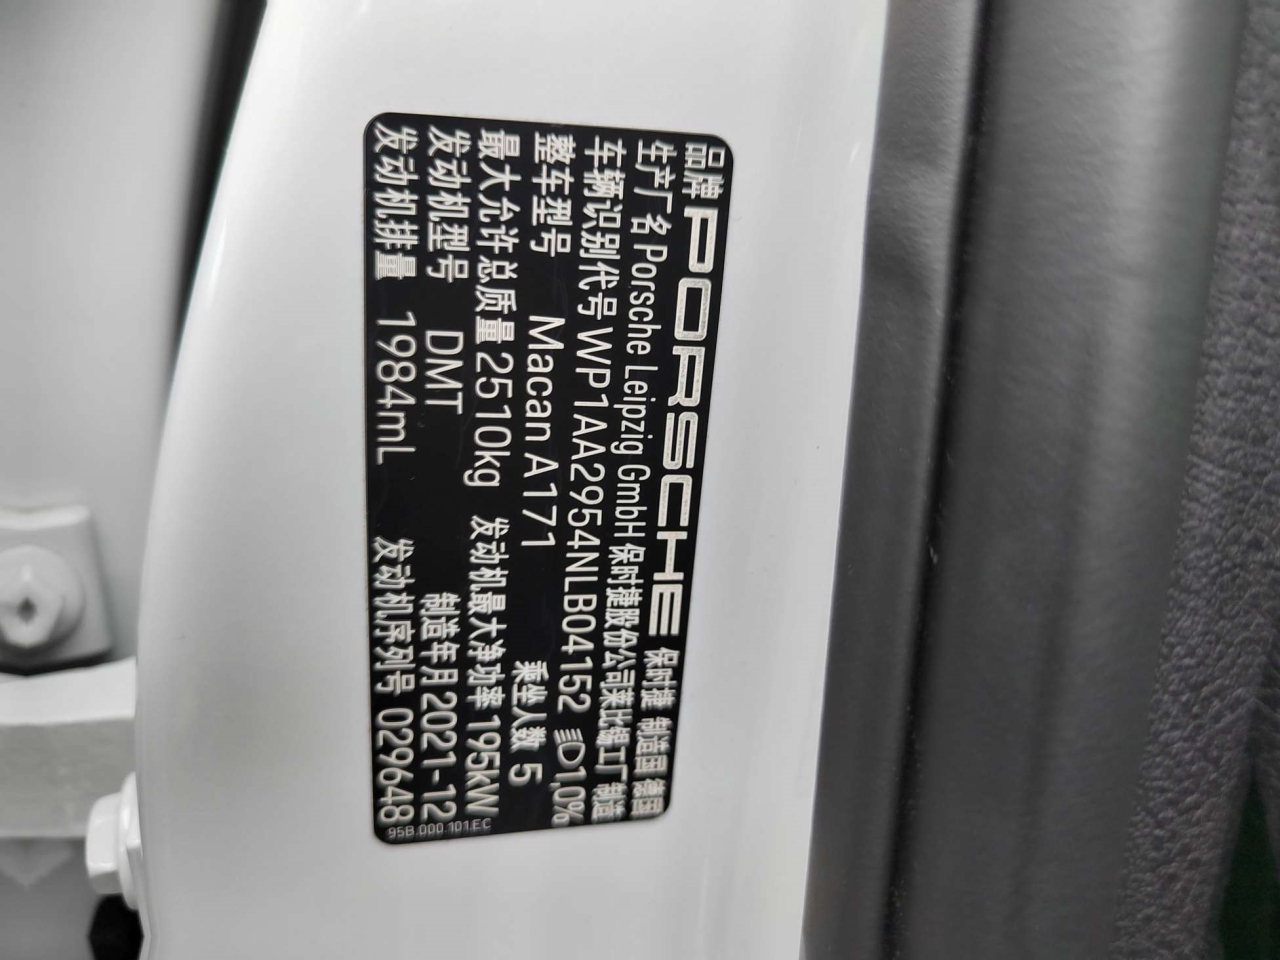 品牌 PORSCHE 保时捷 制造国 德国
生产厂名 Porsche Leipzig GmbH 保时捷股份公司莱比锡工厂 制造
车辆识别代号 WP1AA2954NLB04152 1,0%
整车型号 Macan A171 乘坐人数 5
最大允许总质量 2510kg 发动机最大净功率 195kW
发动机型号 DMT 制造年月 2021-12
发动机排量 1984mL 发动机序列号 029648
95B.000.101.EC